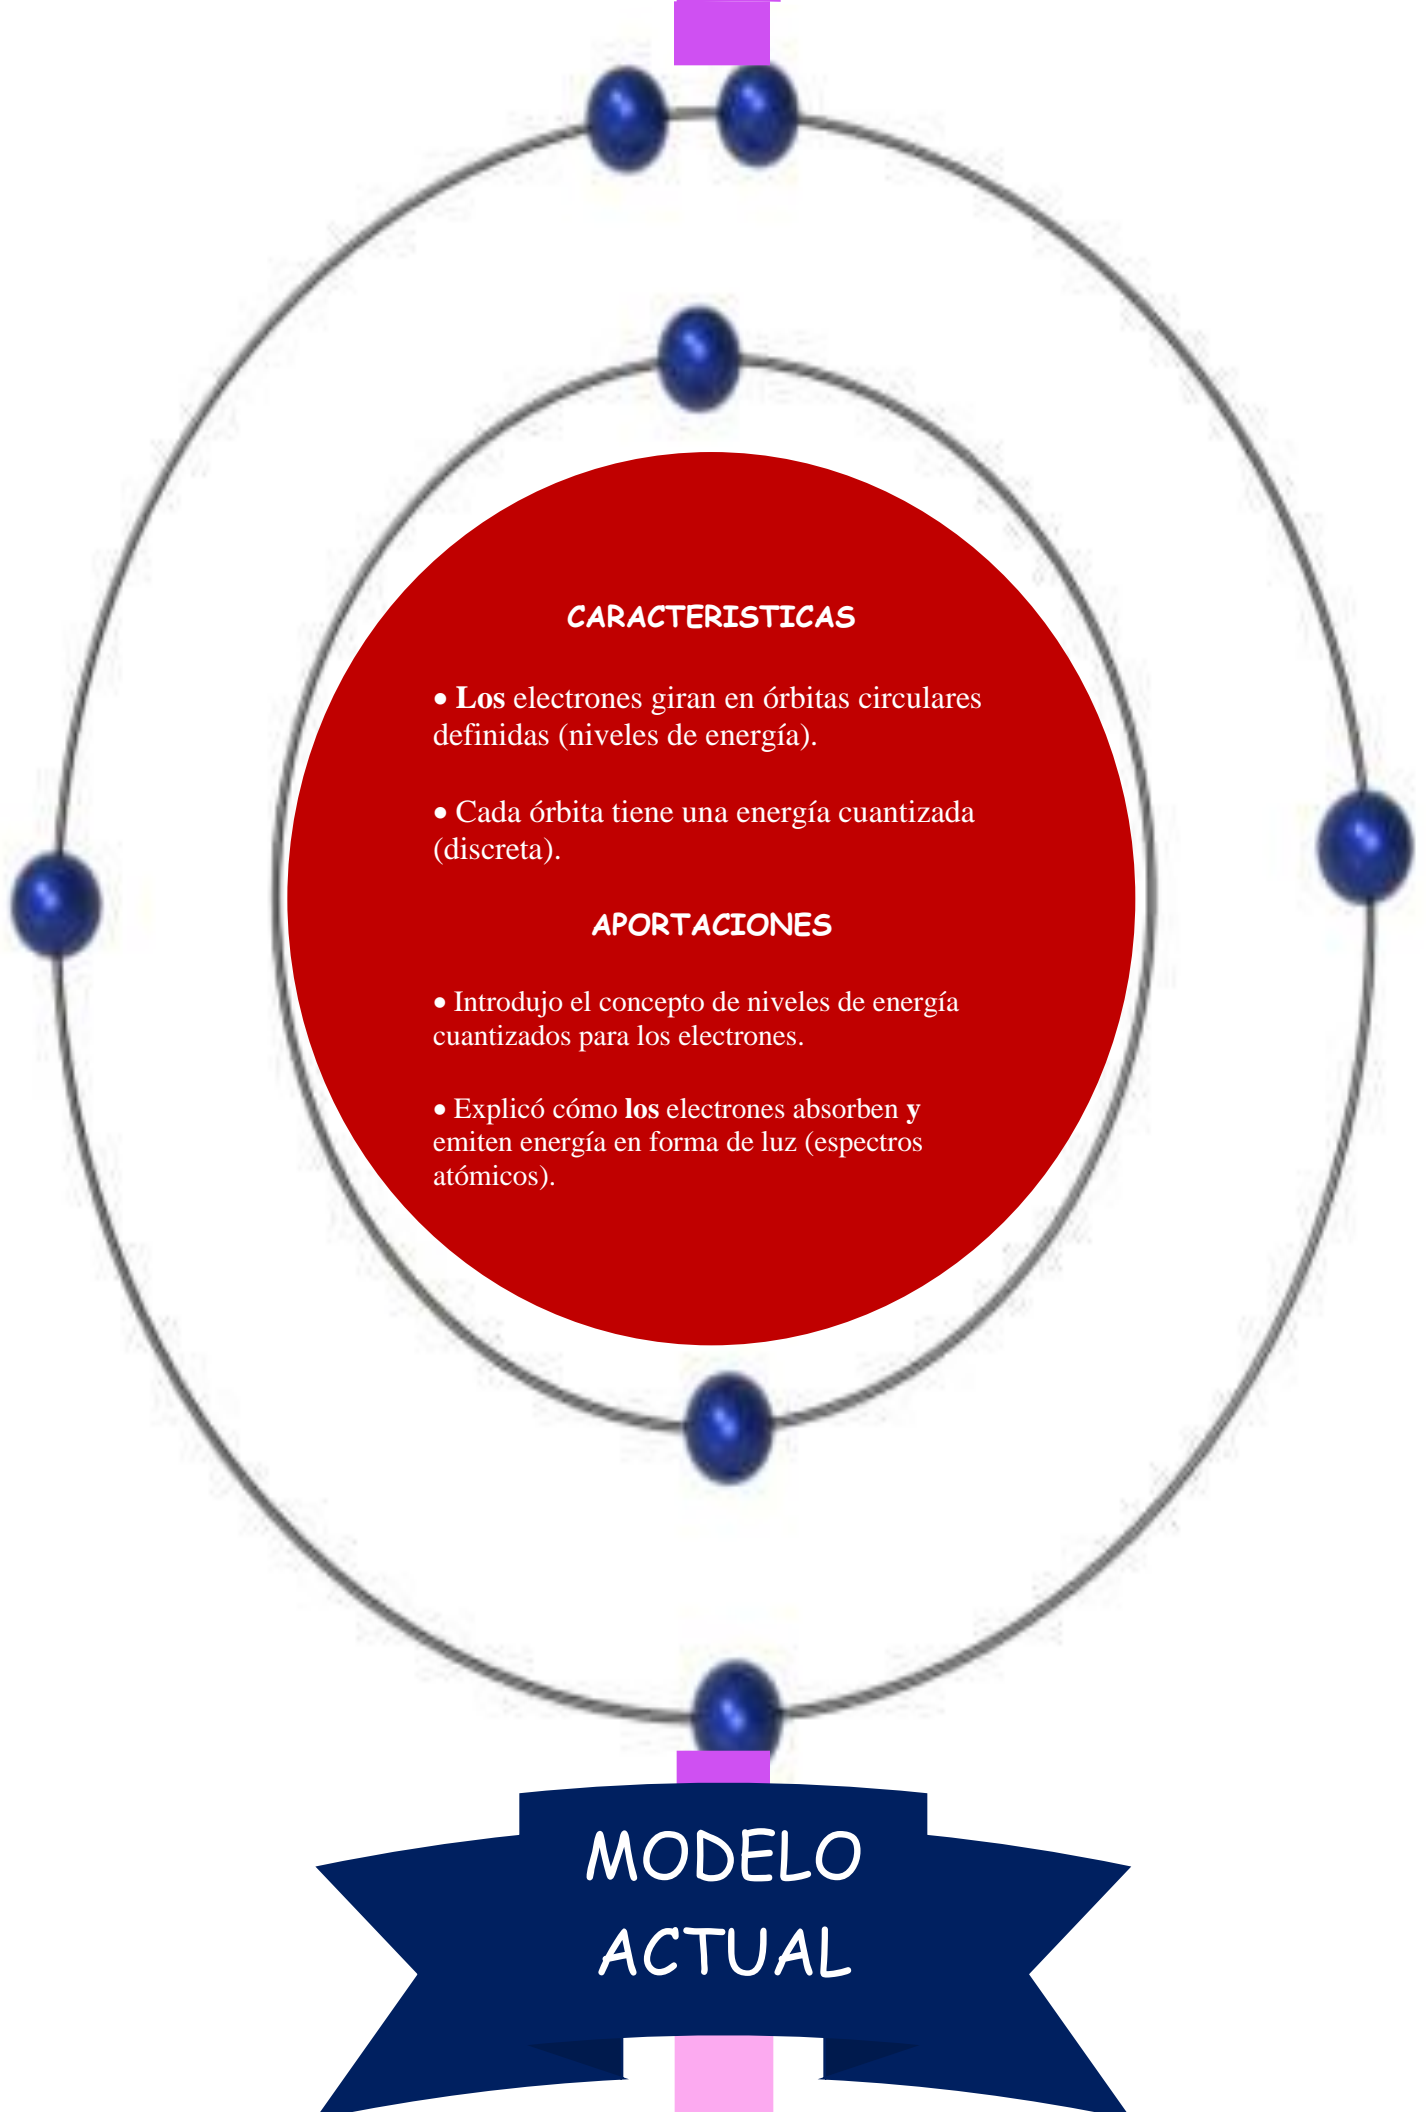 CARACTERISTICAS
• Los electrones giran en órbitas circulares
definidas (niveles de energía).
• Cada órbita tiene una energía cuantizada
(discreta).
APORTACIONES
• Introdujo el concepto de niveles de energía
cuantizados para los electrones.
• Explicó cómo los electrones absorben y
emiten energía en forma de luz (espectros
atómicos).
MODELO
ACTUAL